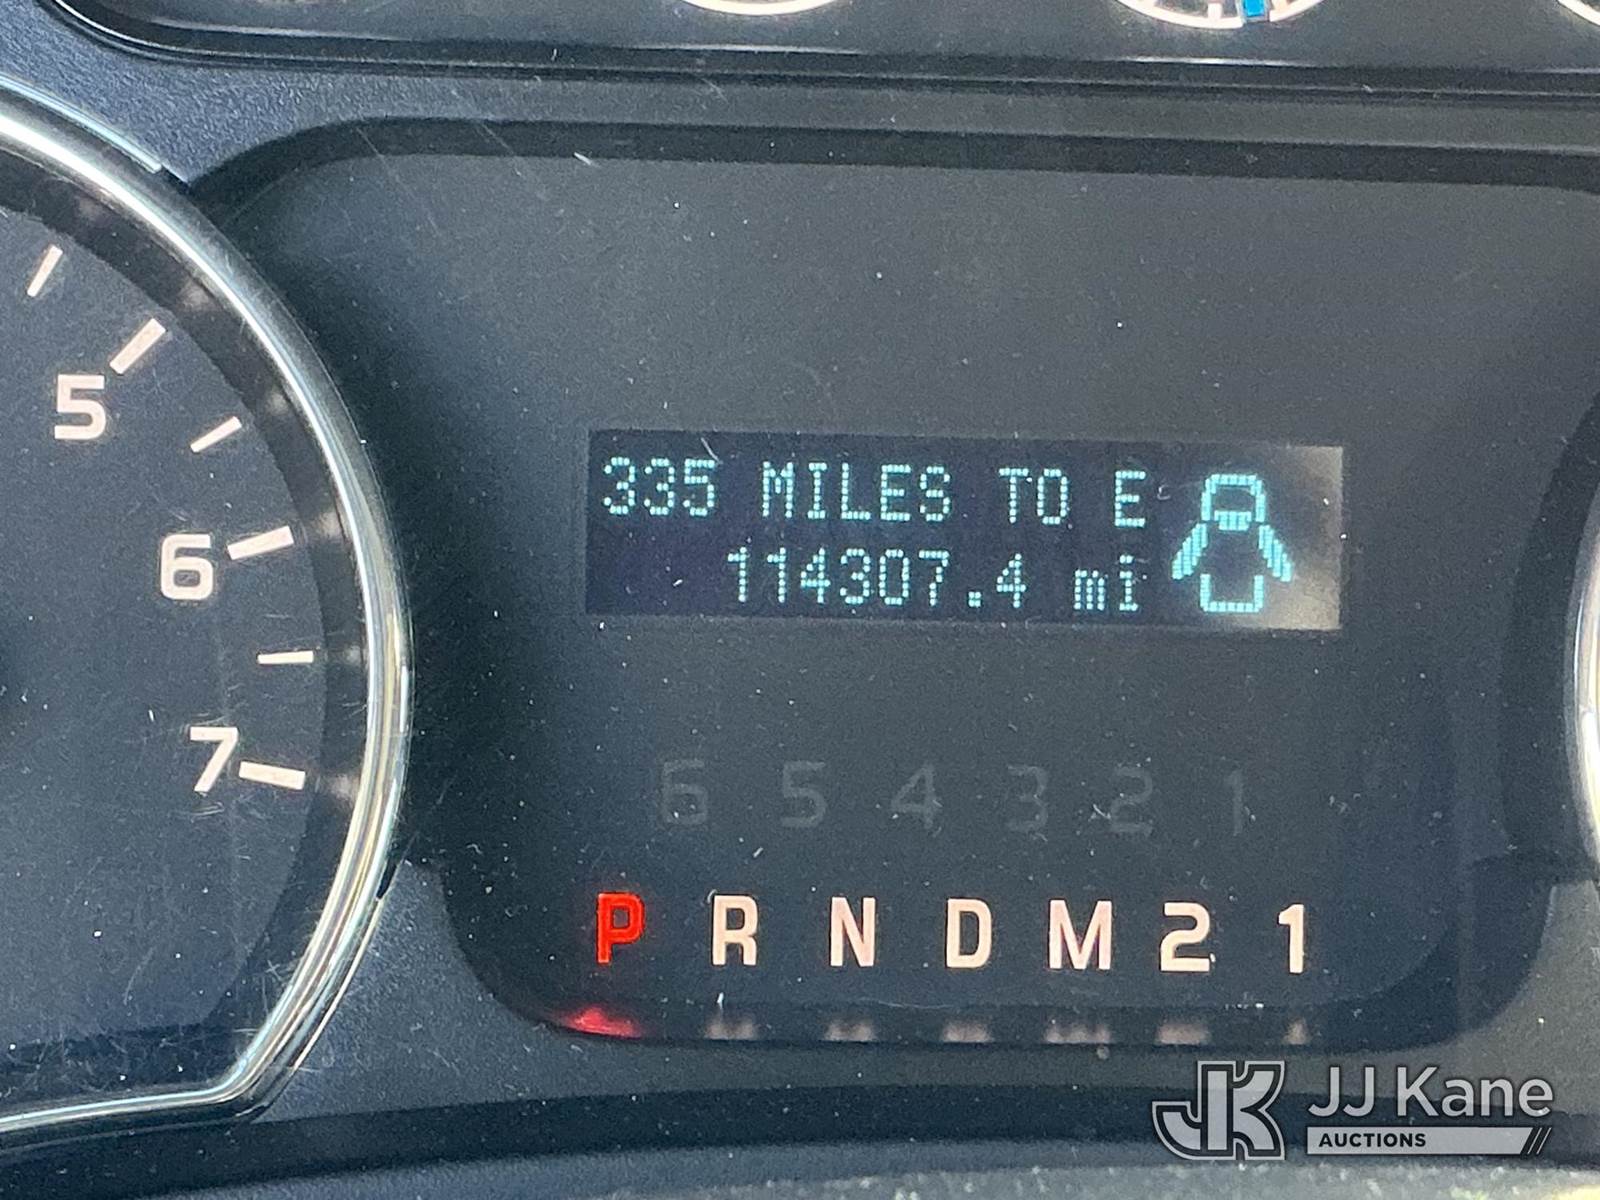 5
6
7
335 MILES TO E
114307.4 mi
6 5 4 3 2 1
P R N D M 2 1
JK JJ Kane
AUCTIONS